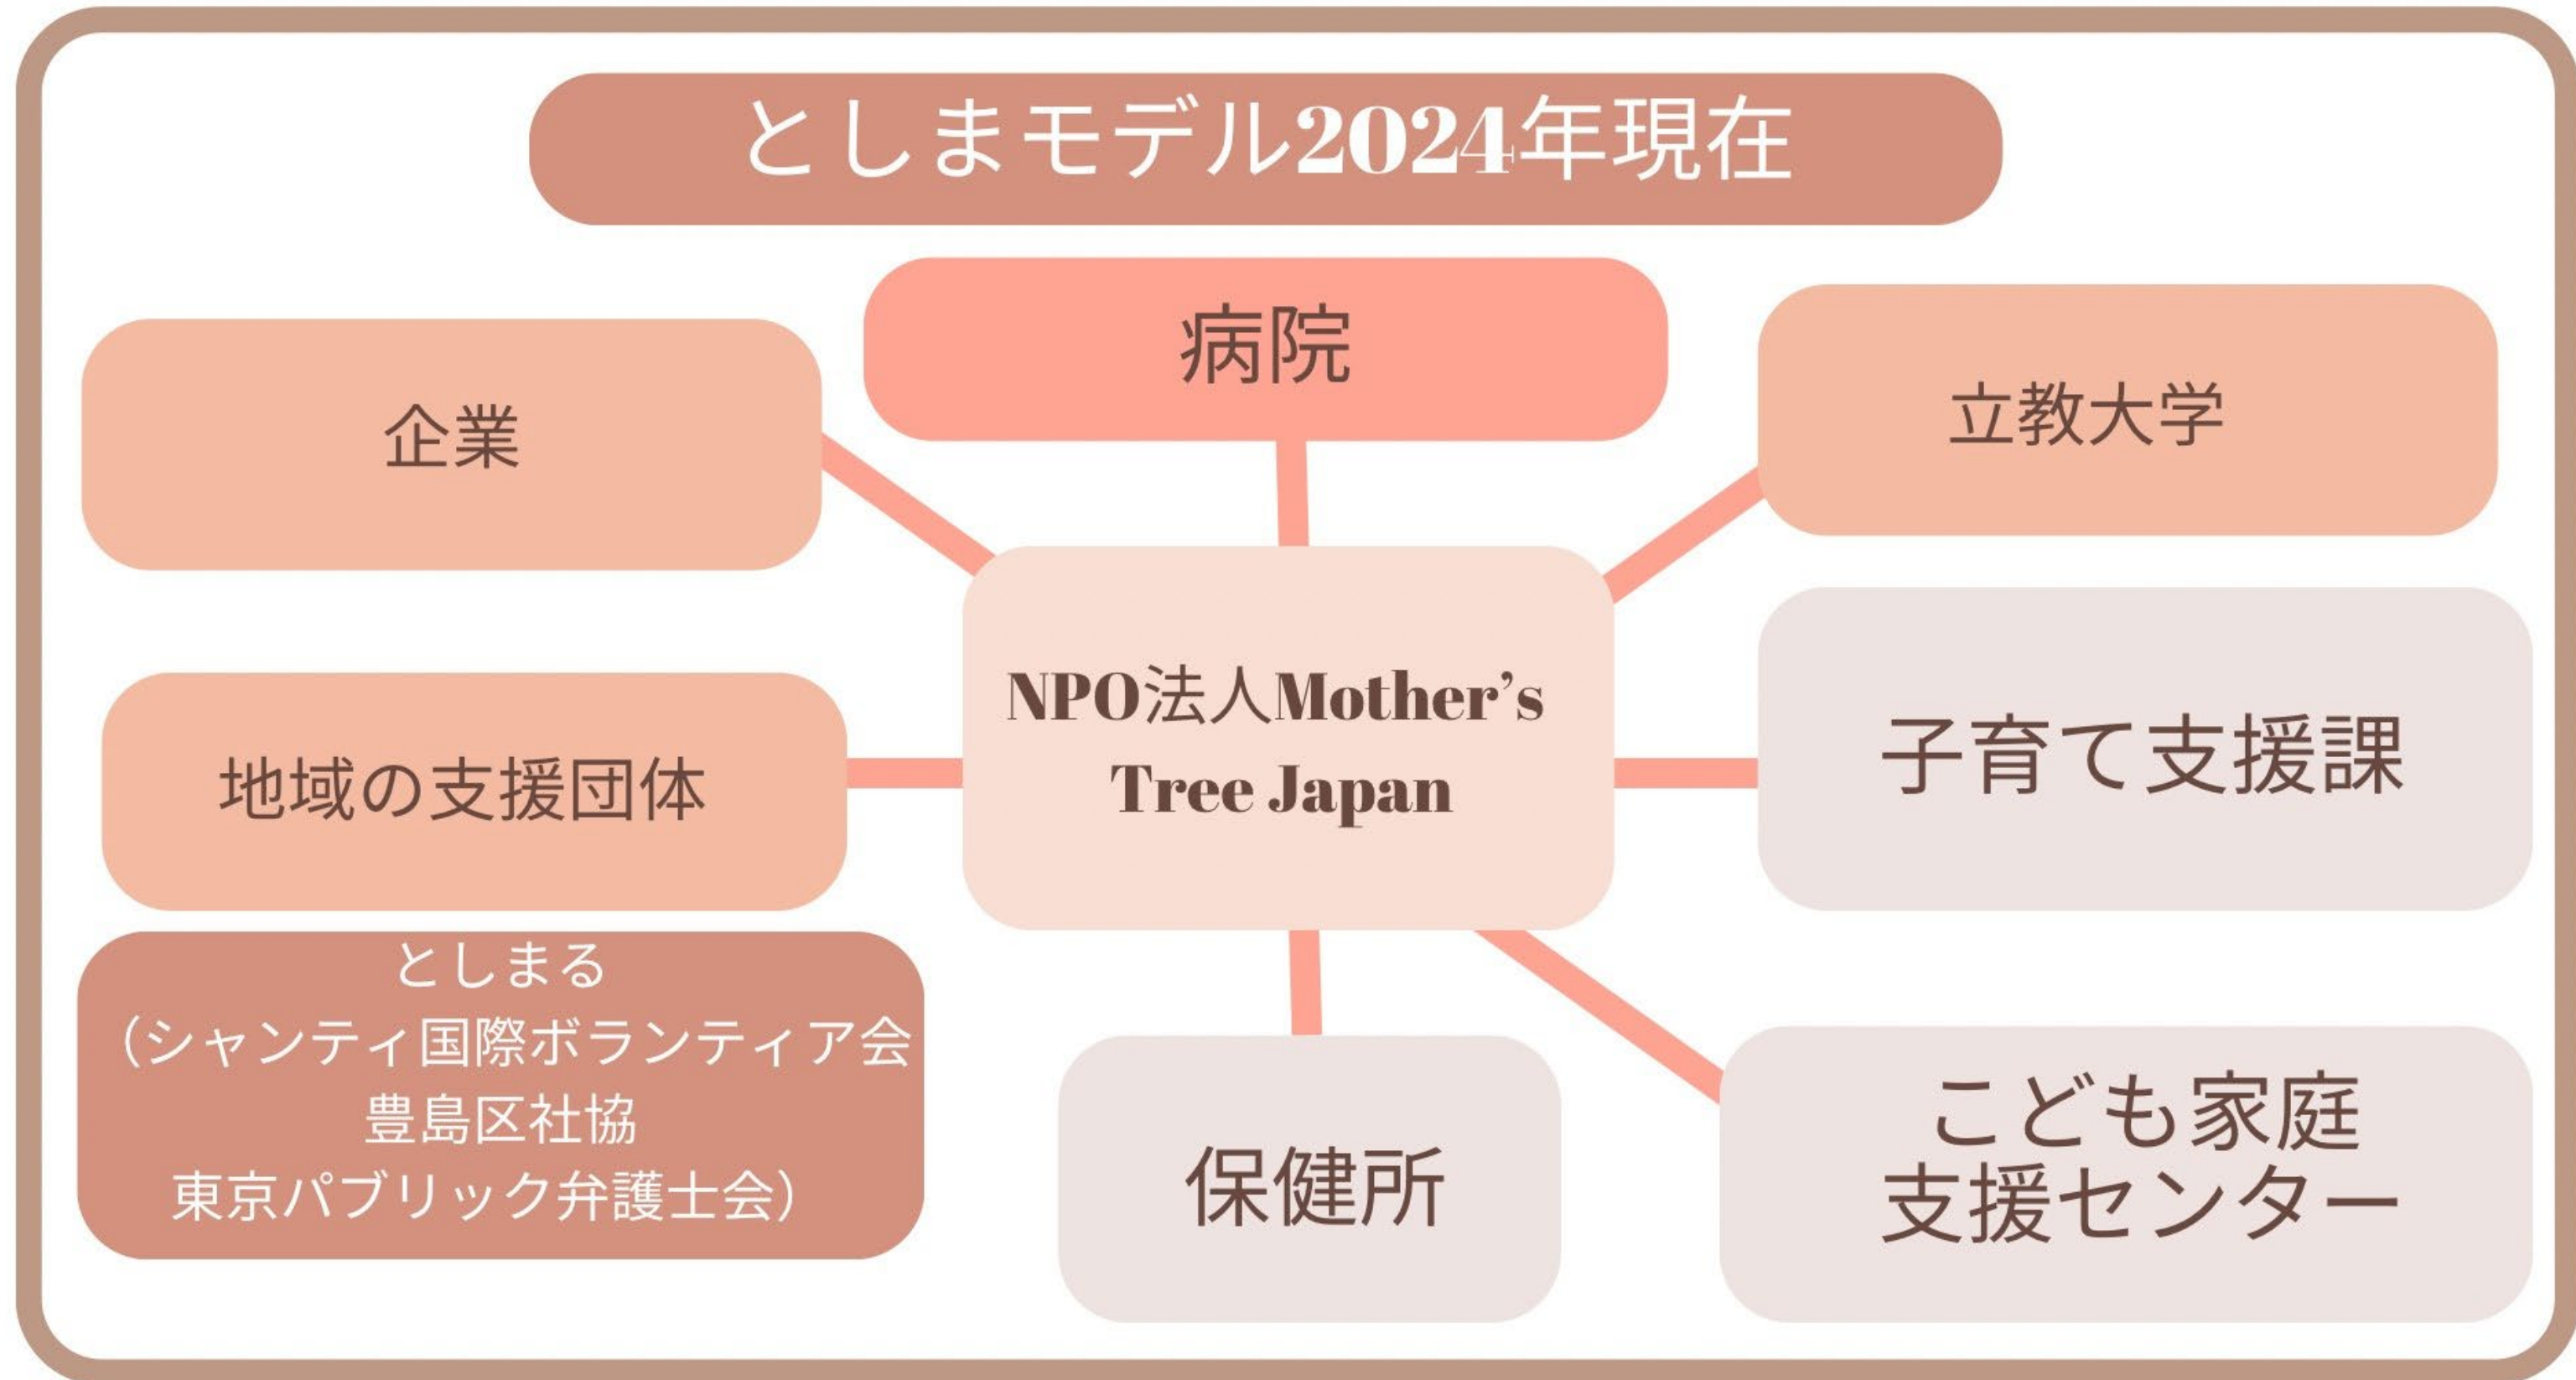 としまモデル2024年現在
病院
企業
立教大学
NPO法人Mother’s
Tree Japan
地域の支援団体
子育て支援課
としまる
（シャンティ国際ボランティア会
豊島区社協
東京パブリック弁護士会）
保健所
こども家庭
支援センター